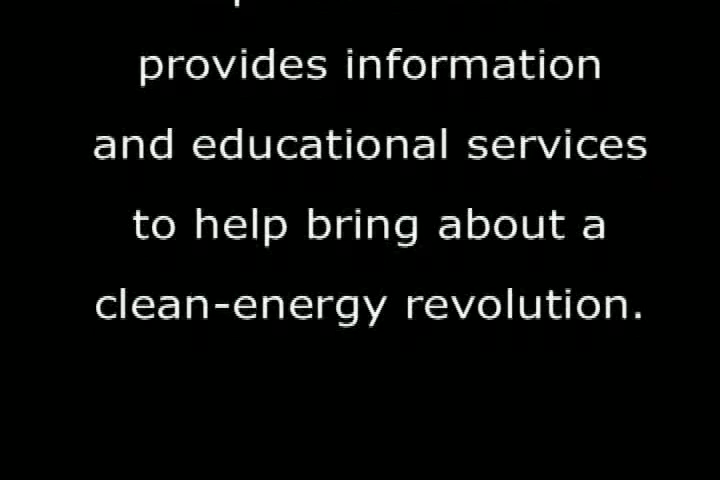 provides information
and educational services
to help bring about a
clean-energy revolution.